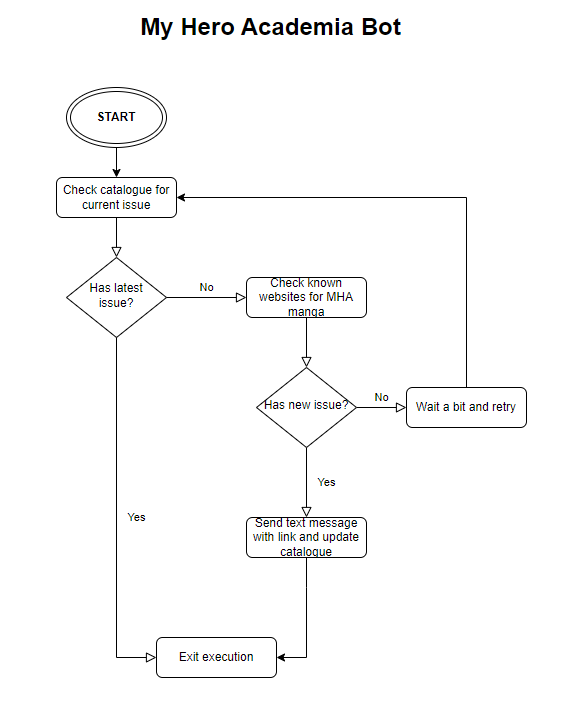 My Hero Academia Bot
START
Check catalogue for
current issue
Has latest
issue?
No
Check known
websites for MHA
manga
Has new issue?
No
Wait a bit and retry
Yes
Yes
Send text message
with link and update
catalogue
Exit execution